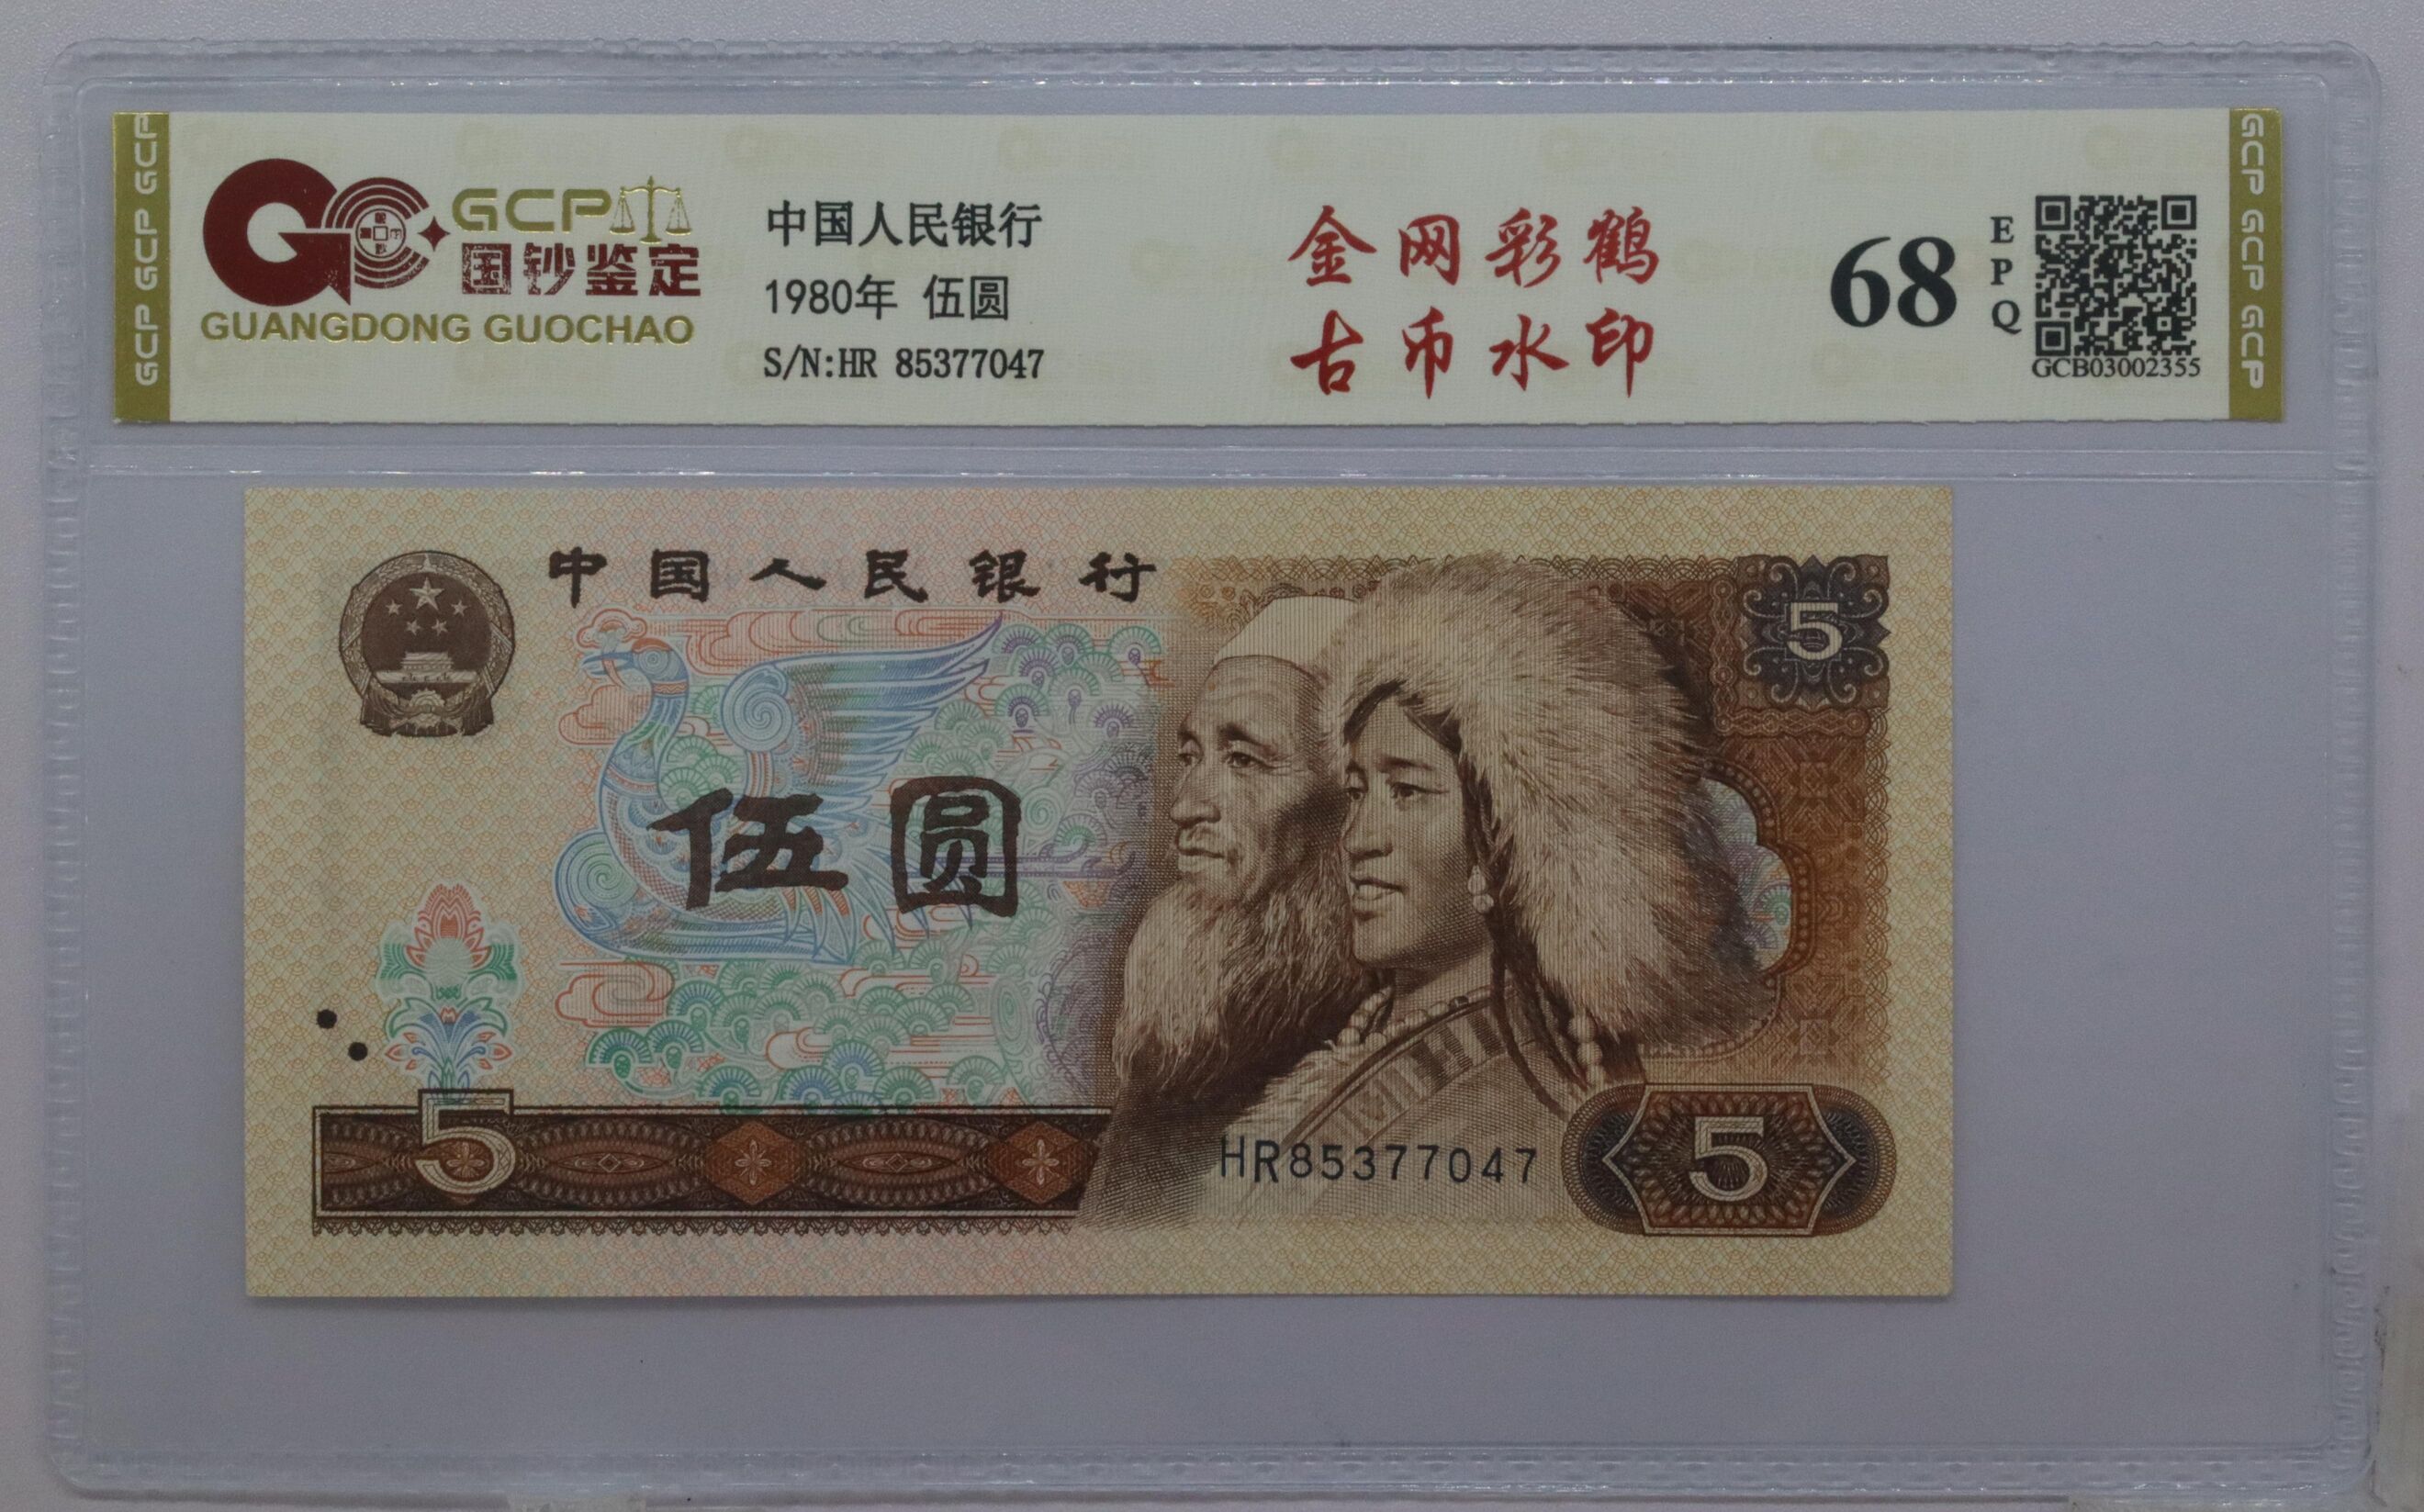 GCP GCP GCP
GCP
国钞鉴定
GUANGDONG GUOCHAO
中国人民银行
1980年 伍圆
S/N:HR 85377047
金网彩鹤
古币水印
68
EPQ
GCB03002355
GCP GCP GCP
中国人民银行
5
伍圆
5
HR85377047
5